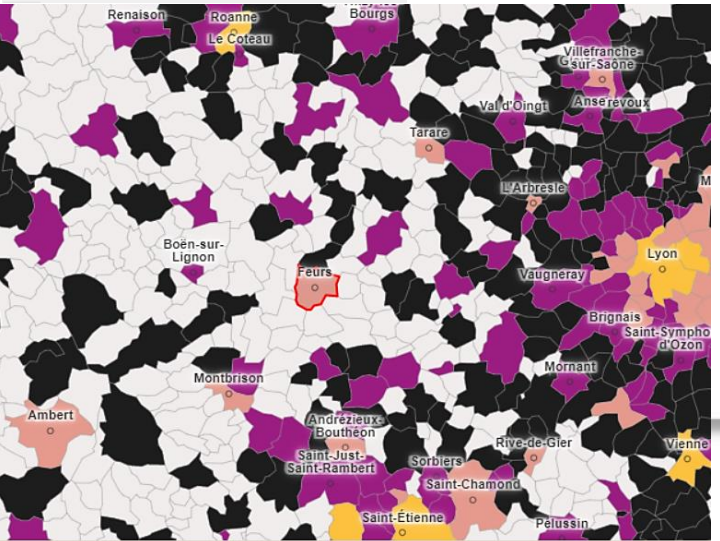 Renaison
Roanne
Le Coteau
Bourgs
Villefranche-
sur-Saône
Val d'Oingt
Anse
Trévoux
Tarare
L'Arbresle
Boën-sur-
Lignon
Feurs
Lyon
Vaugneray
Brignais
Saint-Sympho
d'Ozon
Mornant
Montbrison
Ambert
Andrézieux-
Bouthéon
Saint-Just-
Saint-Rambert
Sorbiers
Rive-de-Gier
Vienne
Saint-Chamond
Saint-Étienne
Pélussin
M